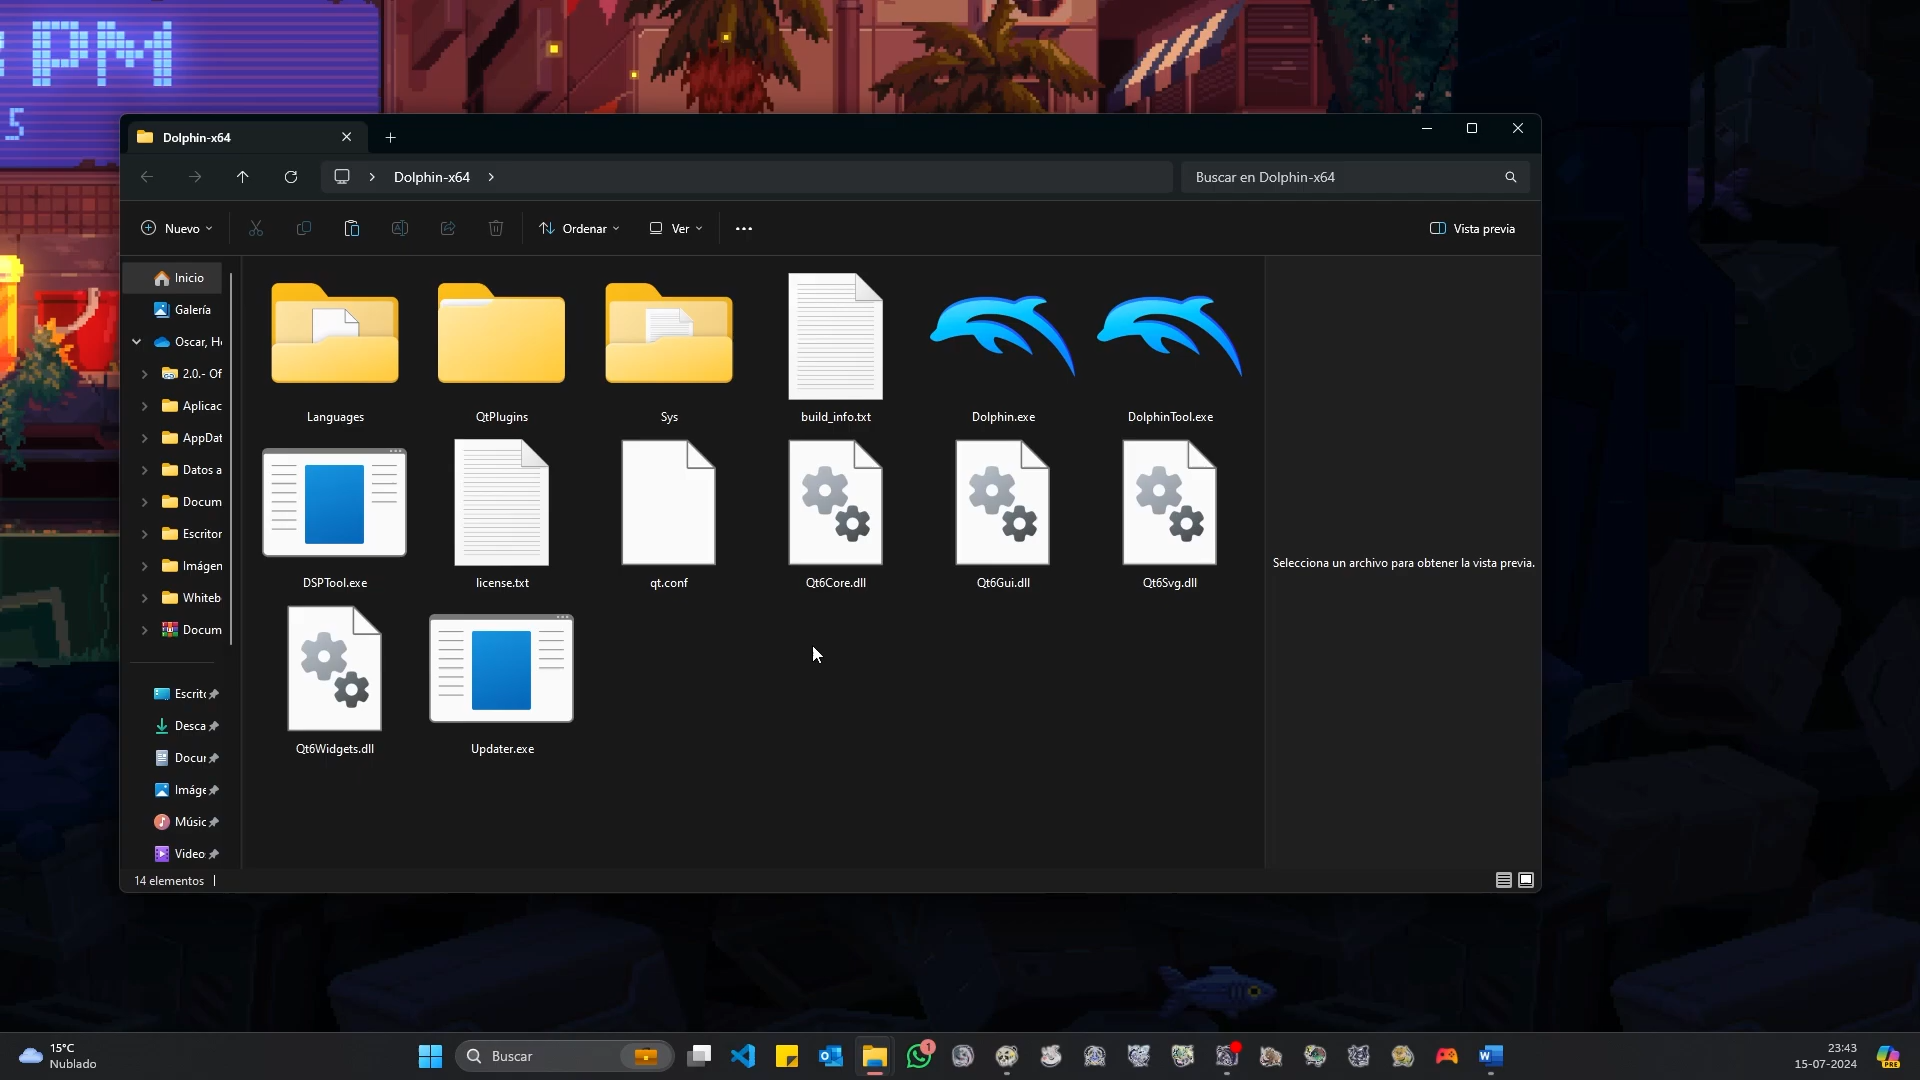 PM
5
Dolphin-x64
Dolphin-x64
Buscar en Dolphin-x64
Nuevo
Ordenar
Ver
Vista previa
Inicio
Galería
Oscar, H
2.0.- Of
Aplicac
AppDat
Datos a
Docum
Escritor
Imágen
Whiteb
Docum
Escrito
Desca
Docur
Imáge
Músic
Video
Languages
QtPlugins
Sys
build_info.txt
Dolphin.exe
DolphinTool.exe
DSPTool.exe
license.txt
qt.conf
Qt6Core.dll
Qt6Gui.dll
Qt6Svg.dll
Qt6Widgets.dll
Updater.exe
Selecciona un archivo para obtener la vista previa.
14 elementos
15°C
Nublado
Buscar
1
23:43
15-07-2024
PRE